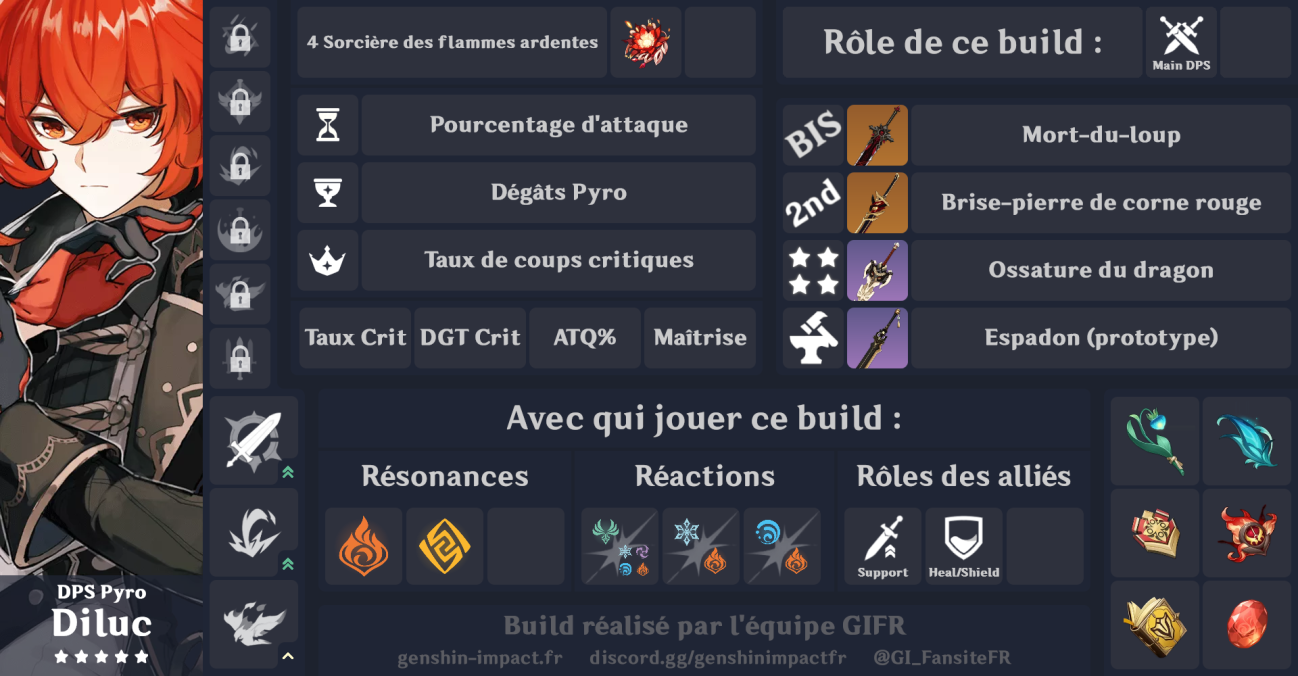 4 Sorcière des flammes ardentes
Pourcentage d'attaque
Dégâts Pyro
Taux de coups critiques
Taux Crit
DGT Crit
ATQ%
Maîtrise
Rôle de ce build :
Main DPS
BIS
Mort-du-loup
2nd
Brise-pierre de corne rouge
Ossature du dragon
Espadon (prototype)
Avec qui jouer ce build :
Résonances
Réactions
Rôles des alliés
Support
Heal/Shield
DPS Pyro
Diluc
Build réalisé par l'équipe GIFR
genshin-impact.fr
discord.gg/genshinimpactfr
@GI_FansiteFR